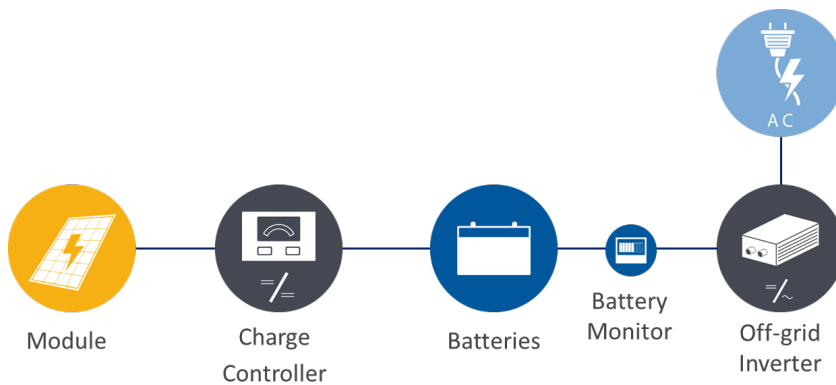 AC
Module
Charge
Controller
Batteries
Battery
Monitor
Off-grid
Inverter